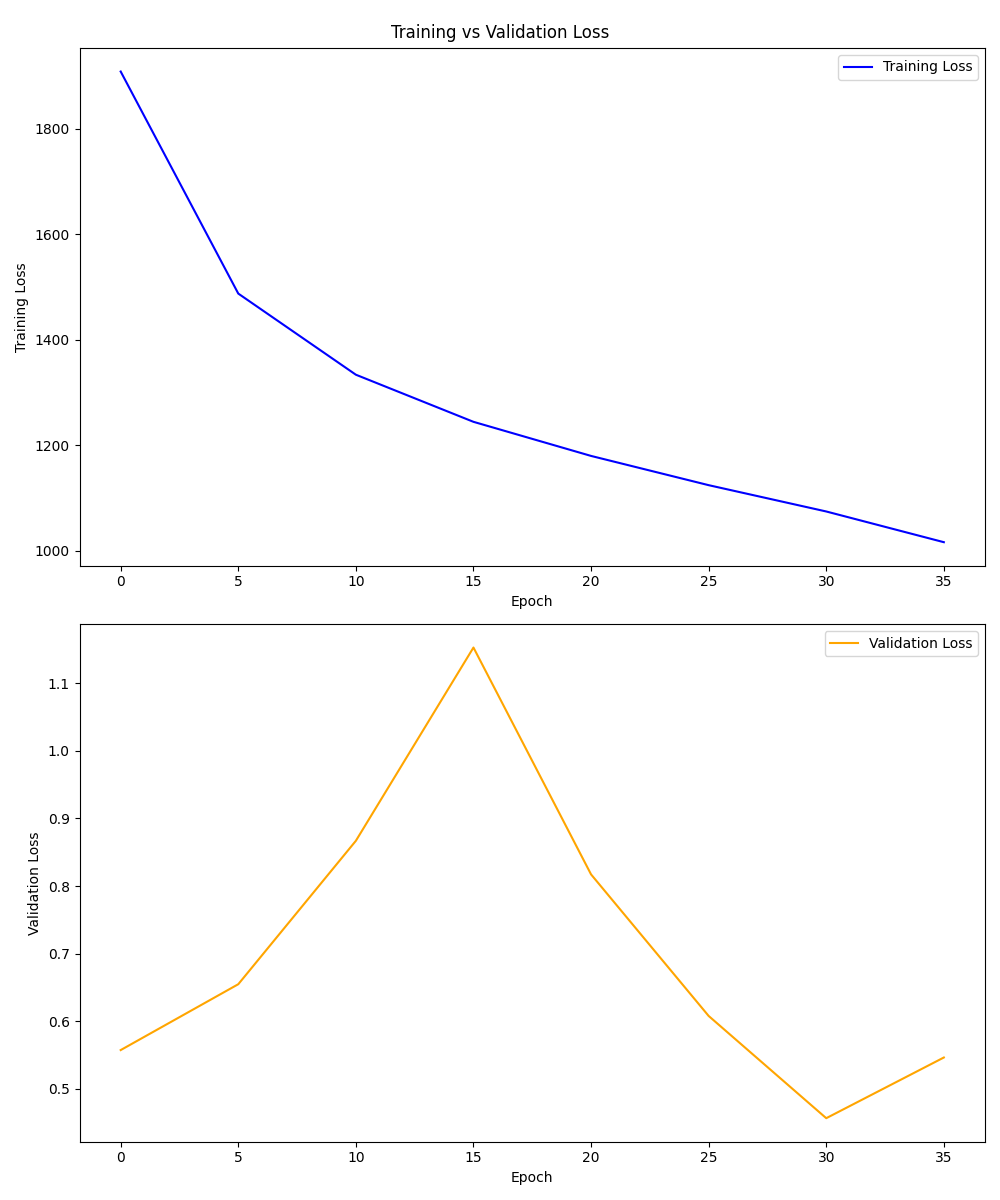 Training vs Validation Loss
Training Loss
1800
1600
1400
1200
1000
Training Loss
0 5 10 15 20 25 30 35
Epoch
Validation Loss
1.1
1.0
0.9
0.8
0.7
0.6
0.5
Validation Loss
0 5 10 15 20 25 30 35
Epoch